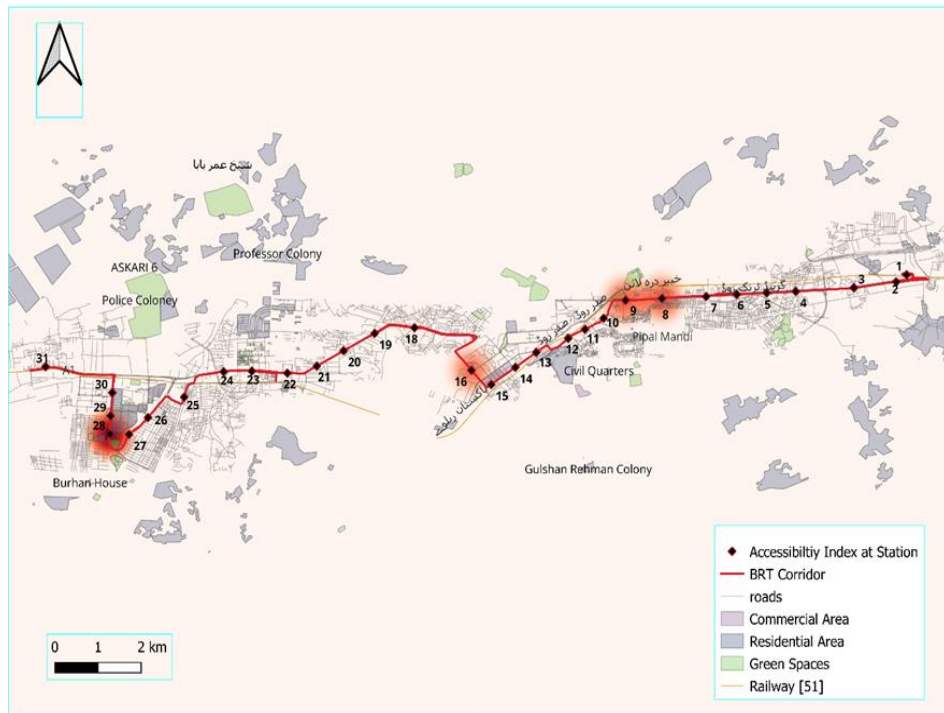 شيخ عمر بابا
Professor Colony
ASKARI 6
Police Coloney
1
2
3
4
5
6
7
8
9
10
Pipal Mandi
11
12
13
Civil Quarters
14
15
16
18
19
20
21
22
23
24
25
26
27
28
29
30
31
A1
Burhan-House
Gulshan Rehman Colony
0 1 2 km
Accessibiltiy Index at Station
BRT Corridor
roads
Commercial Area
Residential Area
Green Spaces
Railway [51]